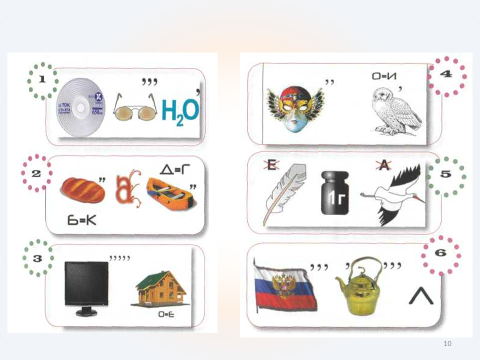 1 ,,, H₂O ,
2 ,, а Д=Г ,,
Б=К
3 ,,,,,
О=Е
,, О=И , 4
Е 1г А 5
,,, , ,,, Л 6
10